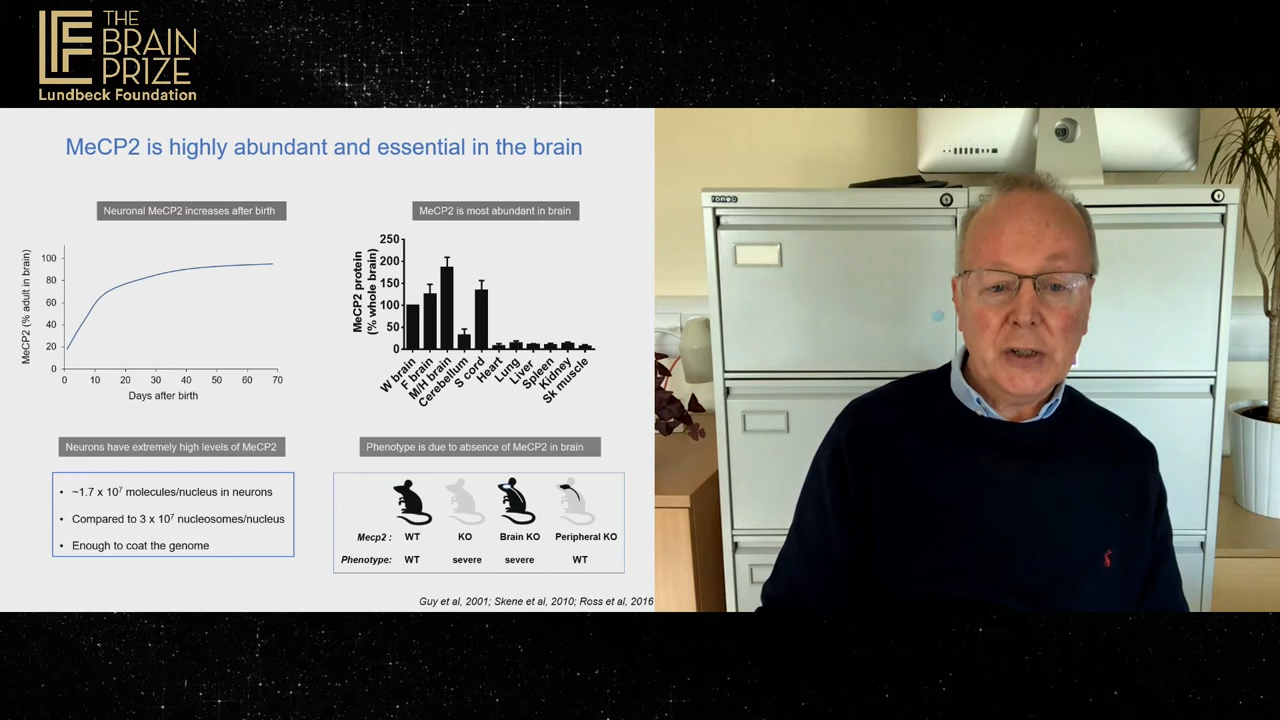 THE
BRAIN
PRIZE
Lundbeck Foundation
MeCP2 is highly abundant and essential in the brain
Neuronal MeCP2 increases after birth
MeCP2 (% adult in brain)
100
80
60
40
20
0
0 10 20 30 40 50 60 70
Days after birth
MeCP2 is most abundant in brain
MeCP2 protein
(% whole brain)
250
200
150
100
50
0
W brain
F brain
M/H brain
Cerebellum
S cord
Heart
Lung
Liver
Spleen
Kidney
Sk muscle
Neurons have extremely high levels of MeCP2
• ~1.7 x 10⁷ molecules/nucleus in neurons
• Compared to 3 x 10⁷ nucleosomes/nucleus
• Enough to coat the genome
Phenotype is due to absence of MeCP2 in brain
Mecp2 : WT KO Brain KO Peripheral KO
Phenotype: WT severe severe WT
Guy et al, 2001; Skene et al, 2010; Ross et al, 2016